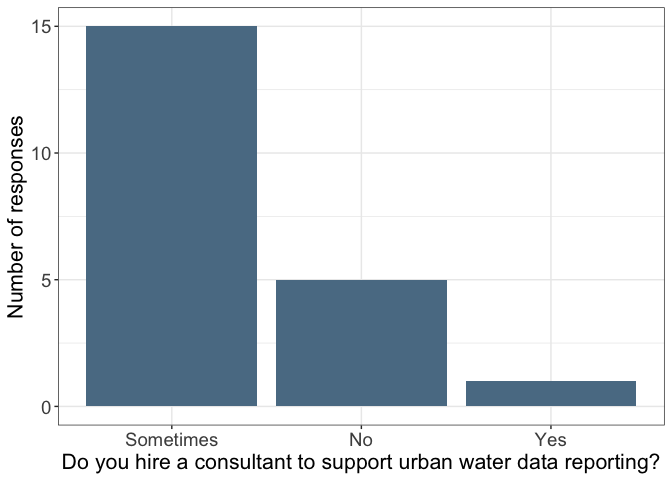 Number of responses
15
10
5
0
Sometimes No Yes
Do you hire a consultant to support urban water data reporting?